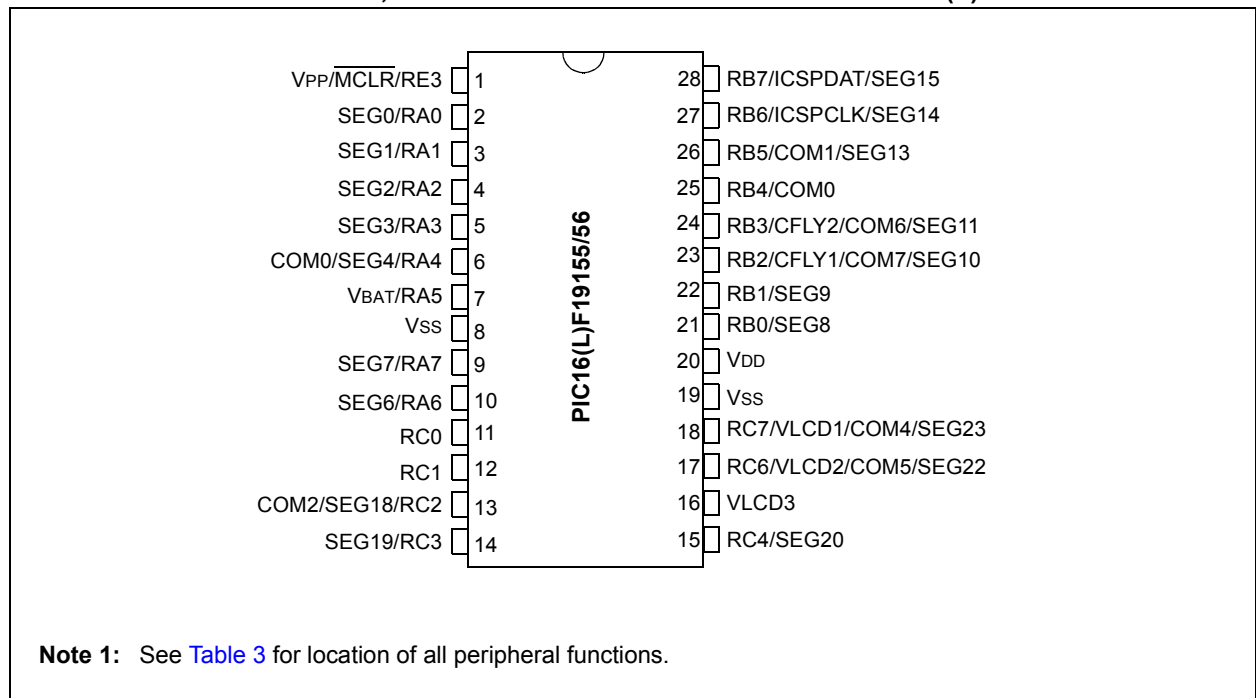 VPP/MCLR/RE3 1
SEG0/RA0 2
SEG1/RA1 3
SEG2/RA2 4
SEG3/RA3 5
COM0/SEG4/RA4 6
VBAT/RA5 7
VSS 8
SEG7/RA7 9
SEG6/RA6 10
RC0 11
RC1 12
COM2/SEG18/RC2 13
SEG19/RC3 14
PIC16(L)F19155/56
28 RB7/ICSPDAT/SEG15
27 RB6/ICSPCLK/SEG14
26 RB5/COM1/SEG13
25 RB4/COM0
24 RB3/CFLY2/COM6/SEG11
23 RB2/CFLY1/COM7/SEG10
22 RB1/SEG9
21 RB0/SEG8
20 VDD
19 VSS
18 RC7/VLCD1/COM4/SEG23
17 RC6/VLCD2/COM5/SEG22
16 VLCD3
15 RC4/SEG20
Note 1: See Table 3 for location of all peripheral functions.